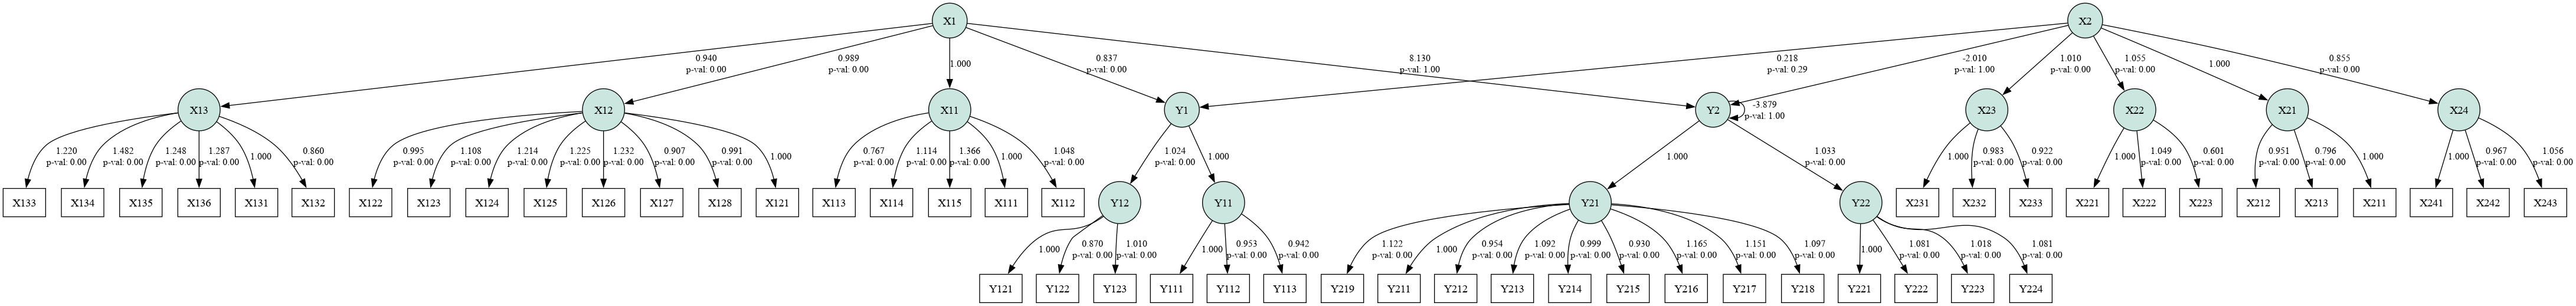 X1
X2
0.940
p-val: 0.00
0.989
p-val: 0.00
1.000
0.837
p-val: 0.00
8.130
p-val: 1.00
0.218
p-val: 0.29
-2.010
p-val: 1.00
1.010
p-val: 0.00
1.055
p-val: 0.00
1.000
0.855
p-val: 0.00
X13
X12
X11
Y1
Y2
-3.879
p-val: 1.00
X23
X22
X21
X24
1.220
p-val: 0.00
1.482
p-val: 0.00
1.248
p-val: 0.00
1.287
p-val: 0.00
1.000
0.860
p-val: 0.00
0.995
p-val: 0.00
1.108
p-val: 0.00
1.214
p-val: 0.00
1.225
p-val: 0.00
1.232
p-val: 0.00
0.907
p-val: 0.00
0.991
p-val: 0.00
1.000
0.767
p-val: 0.00
1.114
p-val: 0.00
1.366
p-val: 0.00
1.000
1.048
p-val: 0.00
1.024
p-val: 0.00
1.000
1.000
1.033
p-val: 0.00
1.000
0.983
p-val: 0.00
0.922
p-val: 0.00
1.000
1.049
p-val: 0.00
0.601
p-val: 0.00
0.951
p-val: 0.00
0.796
p-val: 0.00
1.000
1.000
0.967
p-val: 0.00
1.056
p-val: 0.00
X133
X134
X135
X136
X131
X132
X122
X123
X124
X125
X126
X127
X128
X121
X113
X114
X115
X111
X112
Y12
Y11
Y21
Y22
X231
X232
X233
X221
X222
X223
X212
X213
X211
X241
X242
X243
1.000
0.870
p-val: 0.00
1.010
p-val: 0.00
1.000
0.953
p-val: 0.00
0.942
p-val: 0.00
1.122
p-val: 0.00
1.000
0.954
p-val: 0.00
1.092
p-val: 0.00
0.999
p-val: 0.00
0.930
p-val: 0.00
1.165
p-val: 0.00
1.151
p-val: 0.00
1.097
p-val: 0.00
1.000
1.081
p-val: 0.00
1.018
p-val: 0.00
1.081
p-val: 0.00
Y121
Y122
Y123
Y111
Y112
Y113
Y219
Y211
Y212
Y213
Y214
Y215
Y216
Y217
Y218
Y221
Y222
Y223
Y224